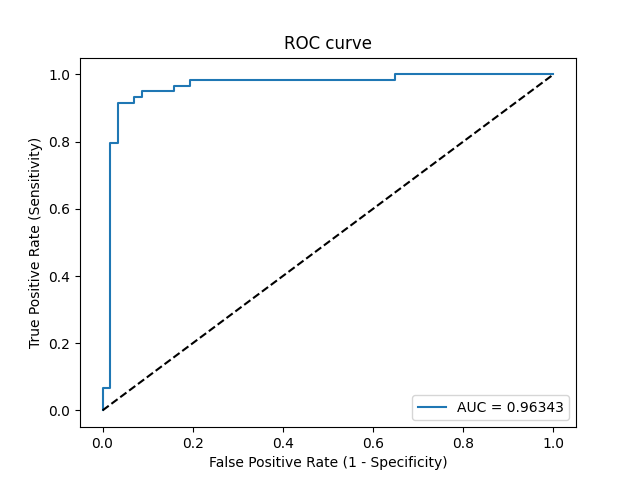 ROC curve
True Positive Rate (Sensitivity)
1.0
0.8
0.6
0.4
0.2
0.0
AUC = 0.96343
0.0 0.2 0.4 0.6 0.8 1.0
False Positive Rate (1 - Specificity)